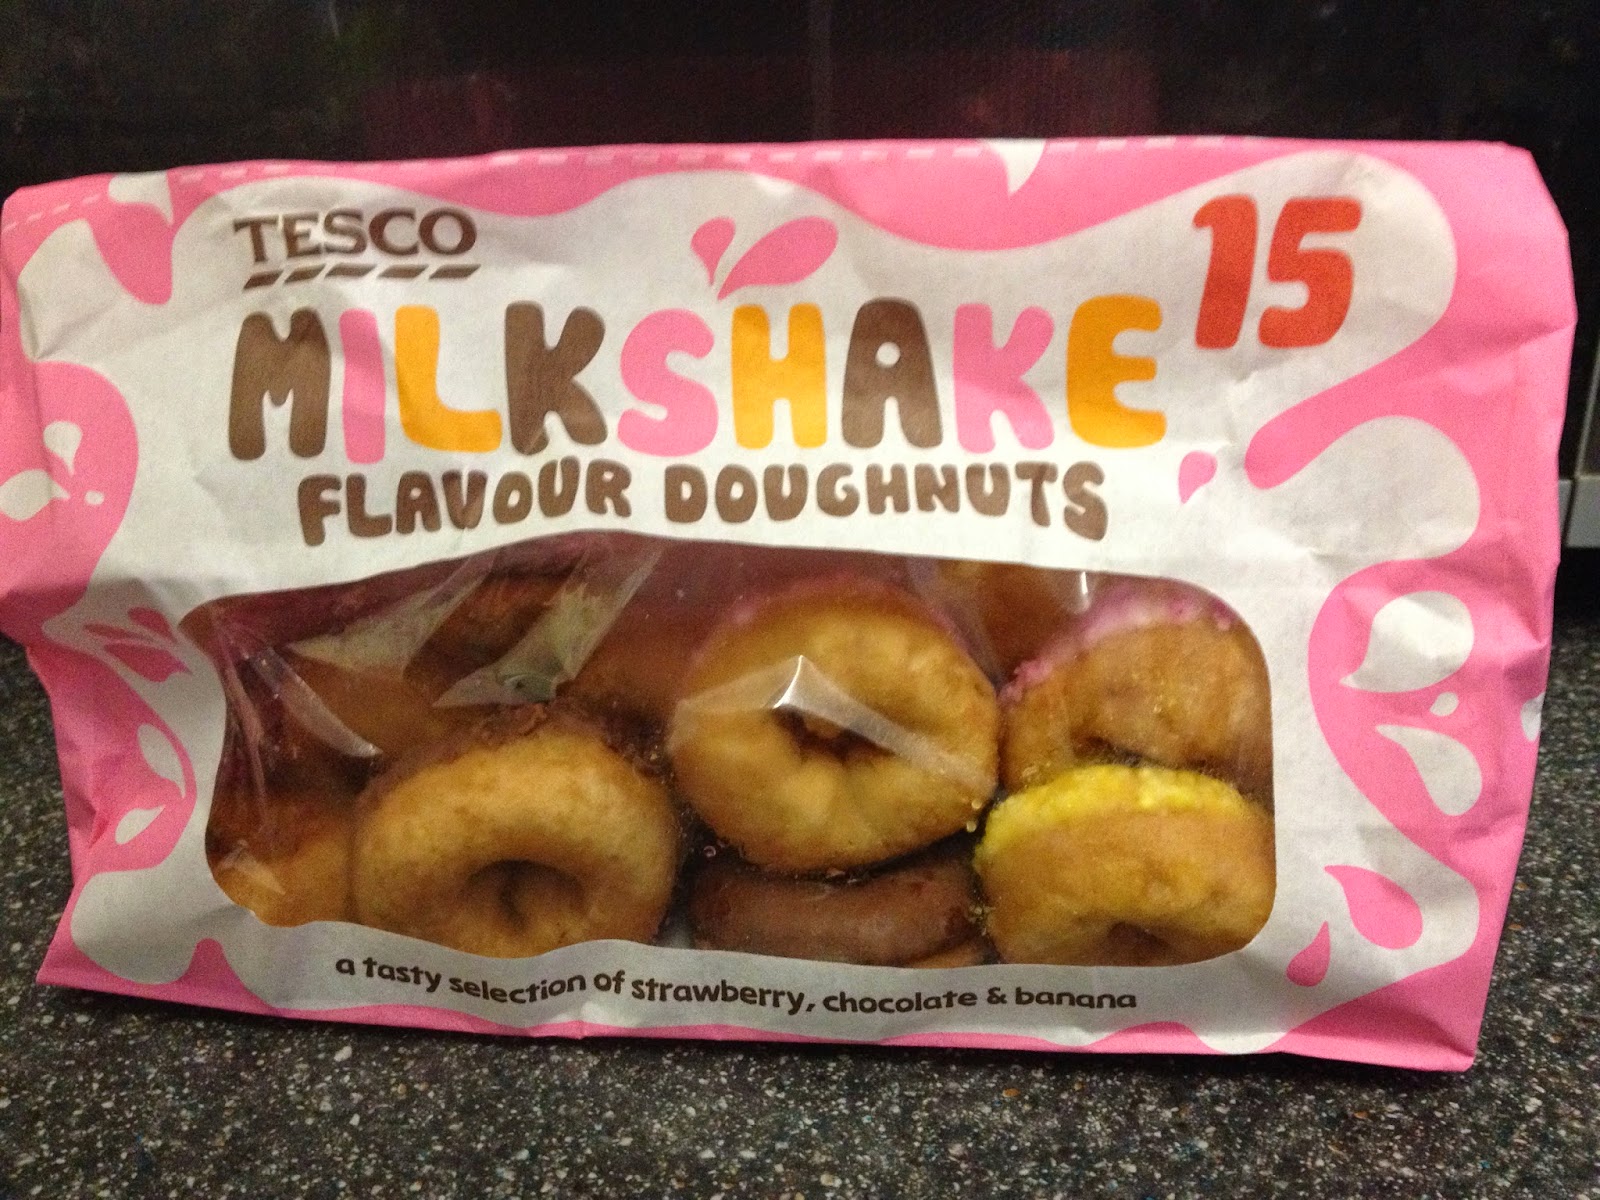 TESCO
15
MILKSHAKE
FLAVOUR DOUGHNUTS
a tasty selection of strawberry, chocolate & banana